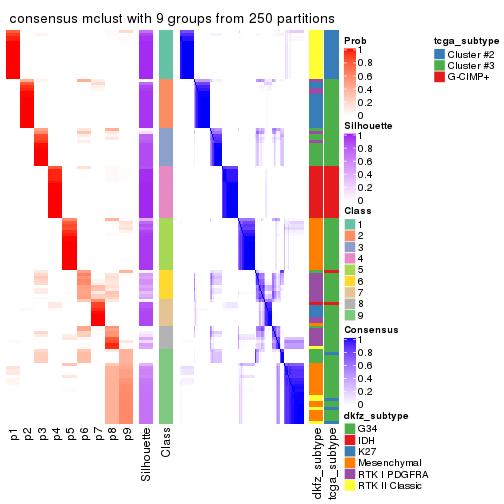 consensus mclust with 9 groups from 250 partitions
Prob
1
0.8
0.6
0.4
0.2
0
Silhouette
1
0.8
0.6
0.4
0.2
0
Class
1
2
3
4
5
6
7
8
9
Consensus
1
0.8
0.6
0.4
0.2
0
dkfz_subtype
G34
IDH
K27
Mesenchymal
RTK I PDGFRA
RTK II Classic
tcga_subtype
Cluster #2
Cluster #3
G-CIMP+
p1
p2
p3
p4
p5
p6
p7
p8
p9
Silhouette
Class
dkfz_subtype
tcga_subtype